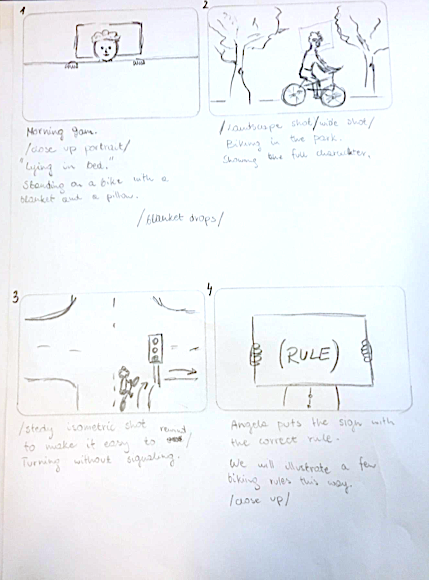 1
Morning 9am.
/close up portrait/
"Lying in bed."
Standing on a bike with a
blanket and a pillow.
/blanket drops/
2
/landscape shot/wide shot/
Biking in the park.
Showing the full character.
3
/Stedy isometric shot
to make it easy to /
Turning without signaling.
4
(RULE)
Angela puts the sign with
the correct rule.
We will illustrate a few
biking rules this way.
/close up/